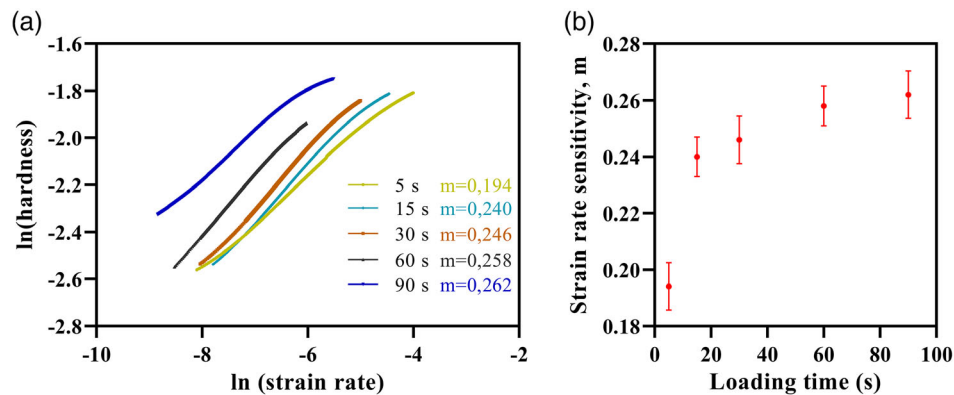 (a)
-1.6
-1.8
-2.0
-2.2
-2.4
-2.6
-2.8
ln(hardness)
5 s m=0,194
15 s m=0,240
30 s m=0,246
60 s m=0,258
90 s m=0,262
-10 -8 -6 -4 -2
ln (strain rate)
(b)
0.28
0.26
0.24
0.22
0.20
0.18
Strain rate sensitivity, m
0 20 40 60 80 100
Loading time (s)